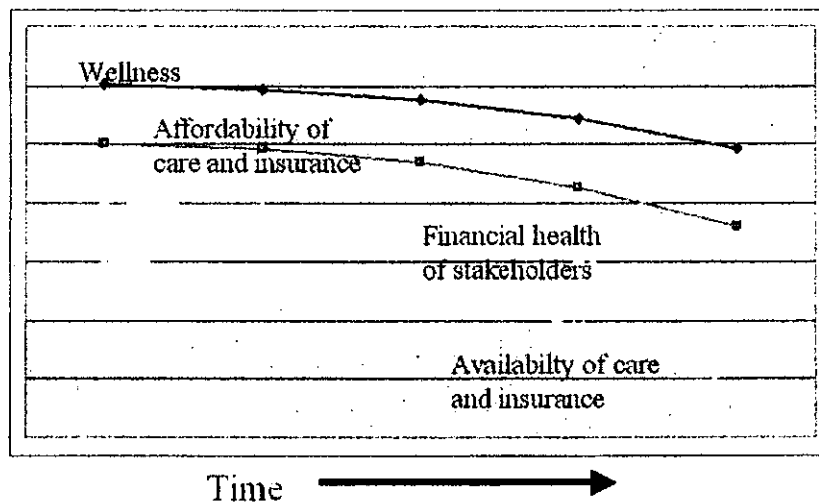 Wellness
Affordability of
care and insurance
Financial health
of stakeholders
Availabilty of care
and insurance
Time